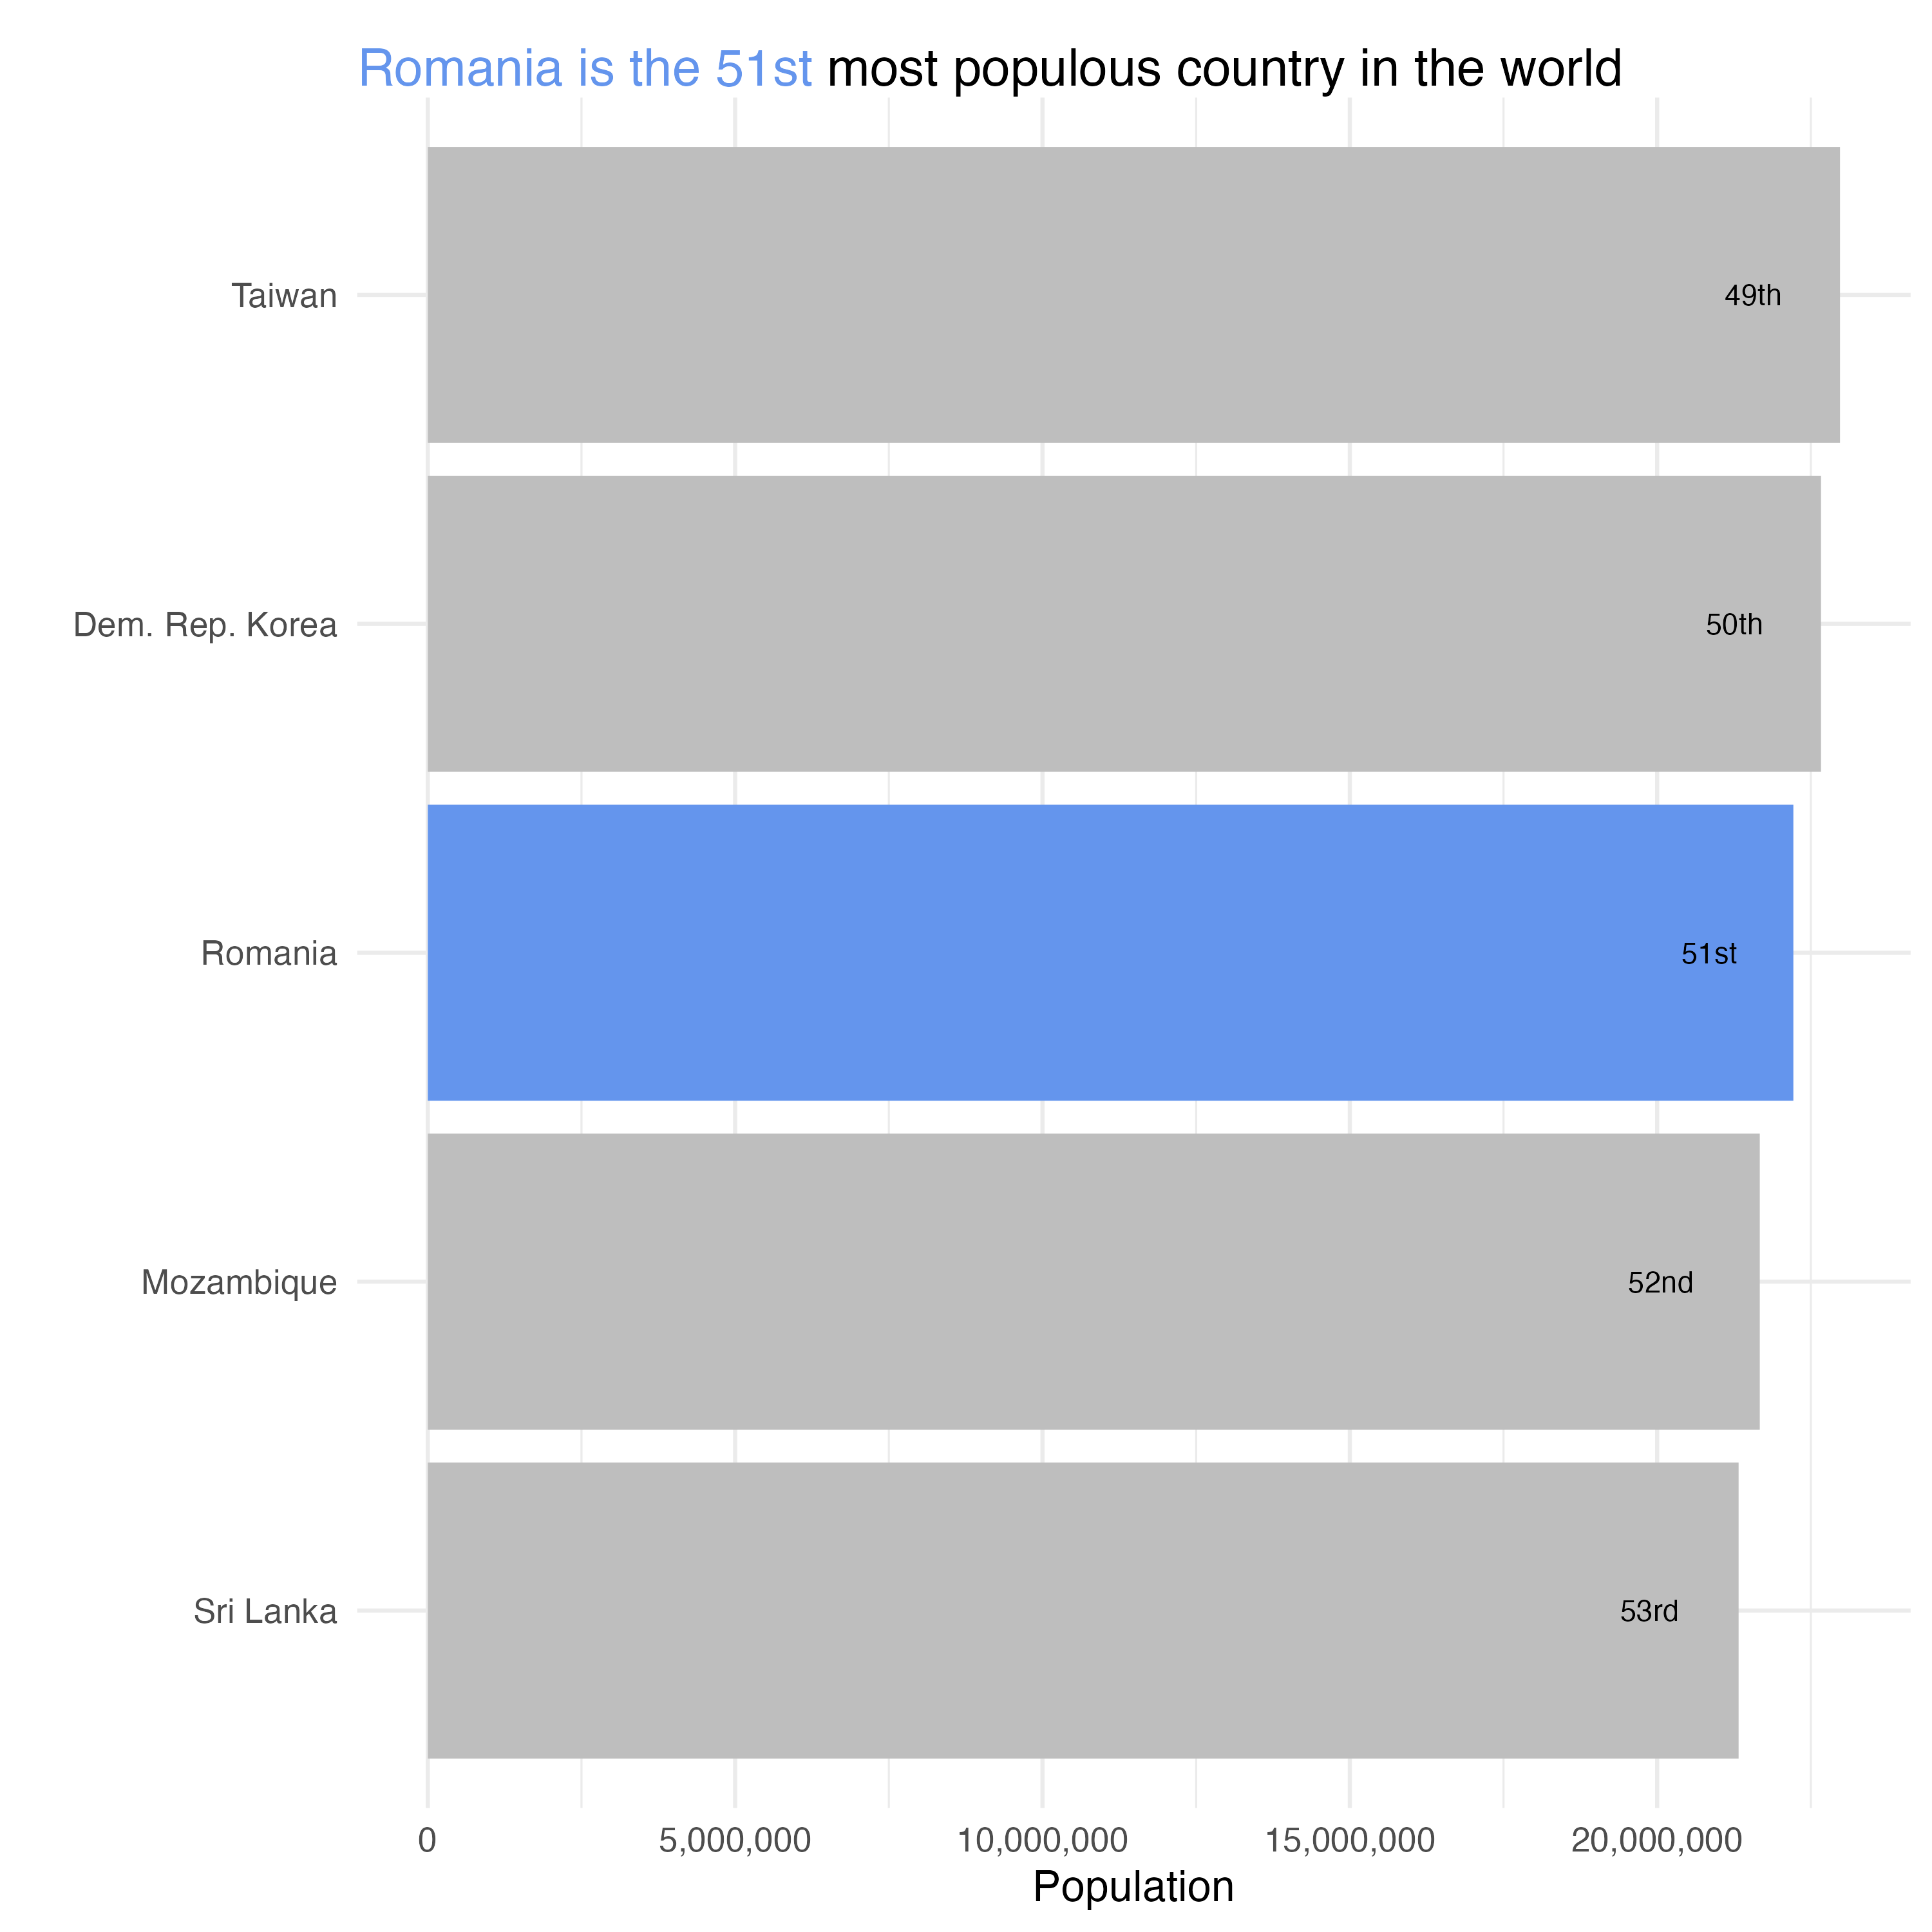 Romania is the 51st most populous country in the world
Taiwan
49th
Dem. Rep. Korea
50th
Romania
51st
Mozambique
52nd
Sri Lanka
53rd
0 5,000,000 10,000,000 15,000,000 20,000,000
Population